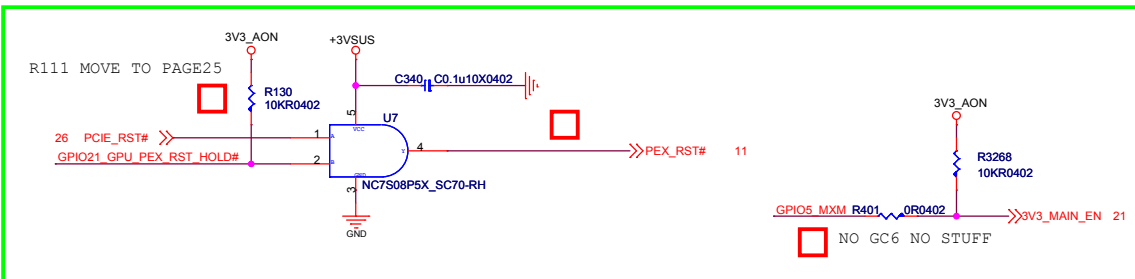 3V3_AON
+3VSUS
R111 MOVE TO PAGE25
C340
C0.1u10X0402
R130
10KR0402
U7
5
VCC
3V3_AON
26
PCIE_RST#
1
A
GPIO21_GPU_PEX_RST_HOLD#
2
B
Y
4
PEX_RST#
11
GND
3
NC7S08P5X_SC70-RH
GND
R3268
10KR0402
GPIO5_MXM
R401
0R0402
3V3_MAIN_EN
21
NO GC6 NO STUFF